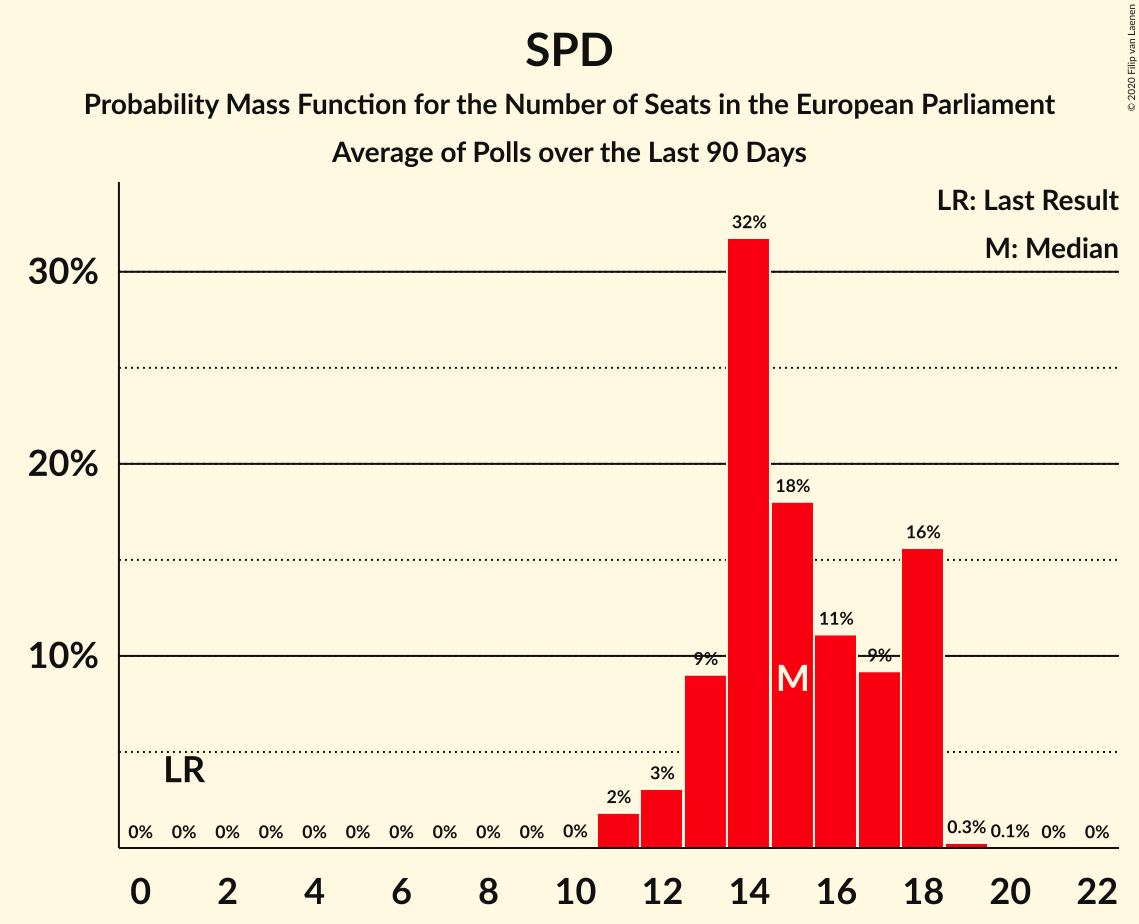 SPD
Probability Mass Function for the Number of Seats in the European Parliament
Average of Polls over the Last 90 Days
© 2020 Filip van Laenen
LR: Last Result
M: Median
30%
20%
10%
32%
18%
16%
11%
9%
9%
M
LR
3%
2%
0% 0% 0% 0% 0% 0% 0% 0% 0% 0% 0% 0.3% 0.1% 0% 0%
0 2 4 6 8 10 12 14 16 18 20 22